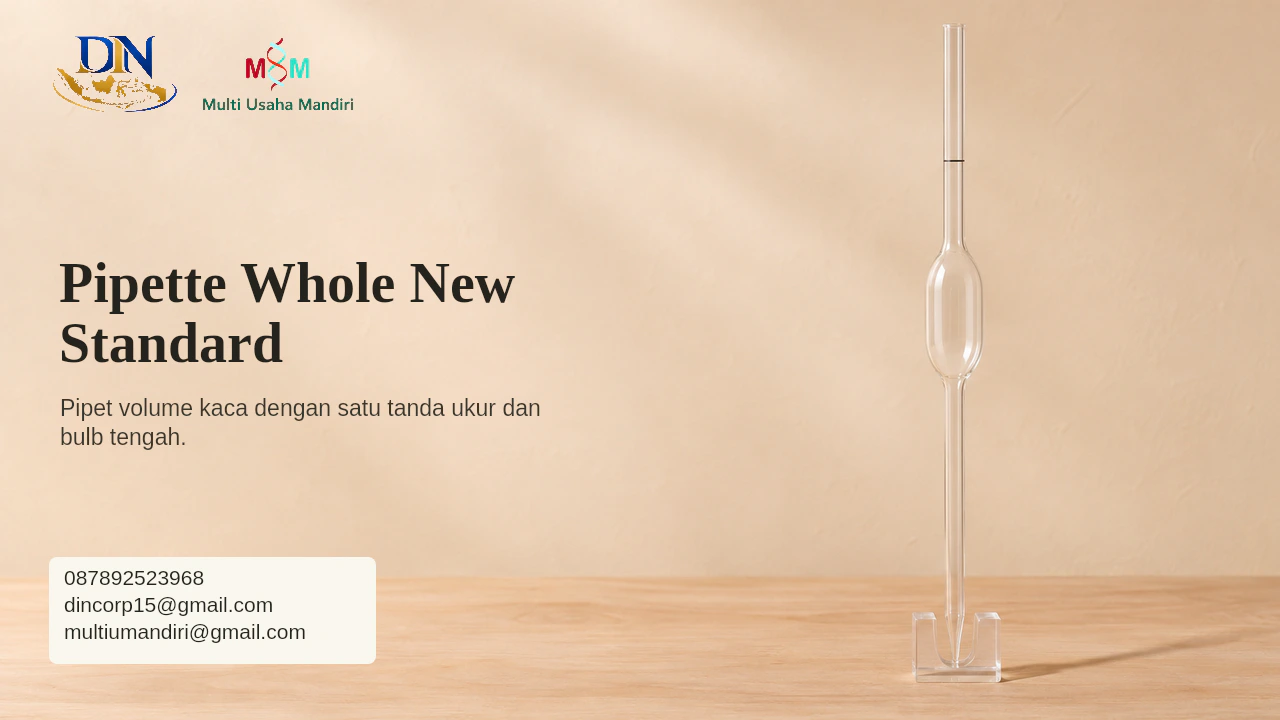 DIN
MSM
Multi Usaha Mandiri
Pipette Whole New
Standard
Pipet volume kaca dengan satu tanda ukur dan
bulb tengah.
087892523968
dincorp15@gmail.com
multiumandiri@gmail.com